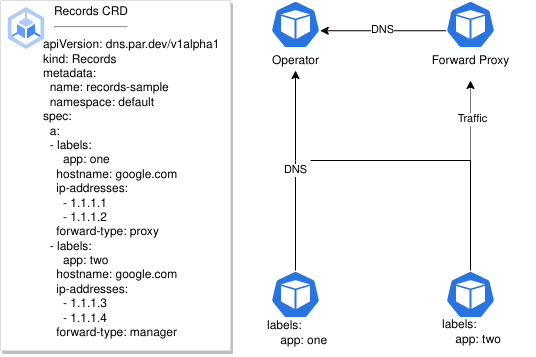 Records CRD
apiVersion: dns.par.dev/v1alpha1
kind: Records
metadata:
name: records-sample
namespace: default
spec:
a:
- labels:
app: one
hostname: google.com
ip-addresses:
- 1.1.1.1
- 1.1.1.2
forward-type: proxy
- labels:
app: two
hostname: google.com
ip-addresses:
- 1.1.1.3
- 1.1.1.4
forward-type: manager
DNS
Operator
Forward Proxy
Traffic
DNS
labels:
app: one
labels:
app: two